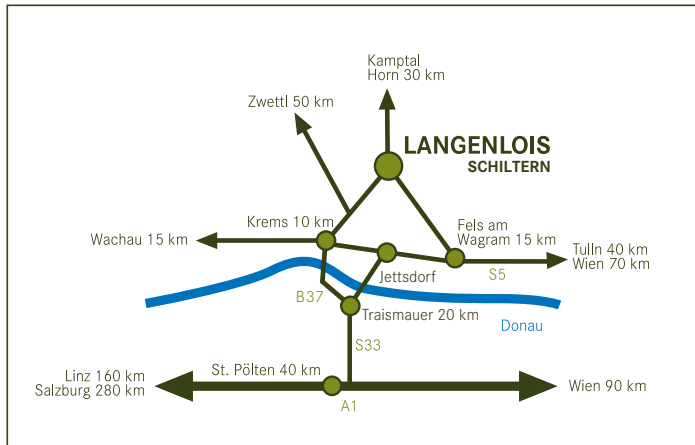 Kamptal
Horn 30 km
Zwettl 50 km
LANGENLOIS
SCHILTERN
Krems 10 km
Fels am
Wagram 15 km
Wachau 15 km
Tulln 40 km
Wien 70 km
Jettsdorf
S5
B37
Traismauer 20 km
Donau
S33
St. Pölten 40 km
Linz 160 km
Salzburg 280 km
Wien 90 km
A1